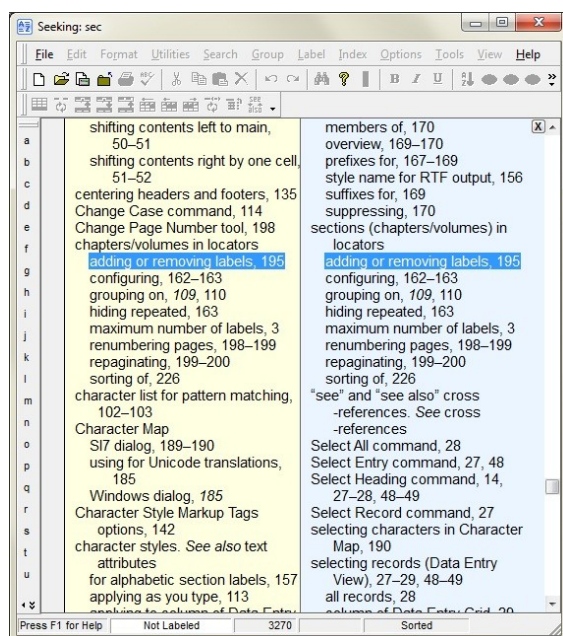 Seeking: sec
File Edit Format Utilities Search Group Label Index Options Tools View Help
B I U
a
b
c
d
e
f
g
h
i
j
k
l
m
n
o
p
q
r
s
t
u
shifting contents left to main,
50–51
shifting contents right by one cell,
51–52
centering headers and footers, 135
Change Case command, 114
Change Page Number tool, 198
chapters/volumes in locators
adding or removing labels, 195
configuring, 162–163
grouping on, 109, 110
hiding repeated, 163
maximum number of labels, 3
renumbering pages, 198–199
repaginating, 199–200
sorting of, 226
character list for pattern matching,
102–103
Character Map
SI7 dialog, 189–190
using for Unicode translations,
185
Windows dialog, 185
Character Style Markup Tags
options, 142
character styles. See also text
attributes
for alphabetic section labels, 157
applying as you type, 113
applying to column of Data Entry
members of, 170
overview, 169–170
prefixes for, 167–169
style name for RTF output, 156
suffixes for, 169
suppressing, 170
sections (chapters/volumes) in
locators
adding or removing labels, 195
configuring, 162–163
grouping on, 109, 110
hiding repeated, 163
maximum number of labels, 3
renumbering pages, 198–199
repaginating, 199–200
sorting of, 226
“see” and “see also” cross
-references. See cross
-references
Select All command, 28
Select Entry command, 27, 48
Select Heading command, 14,
27–28, 48–49
Select Record command, 27
selecting characters in Character
Map, 190
selecting records (Data Entry
View), 27–29, 48–49
all records, 28
column of Data Entry Grid, 29
Press F1 for Help Not Labeled 3270 Sorted